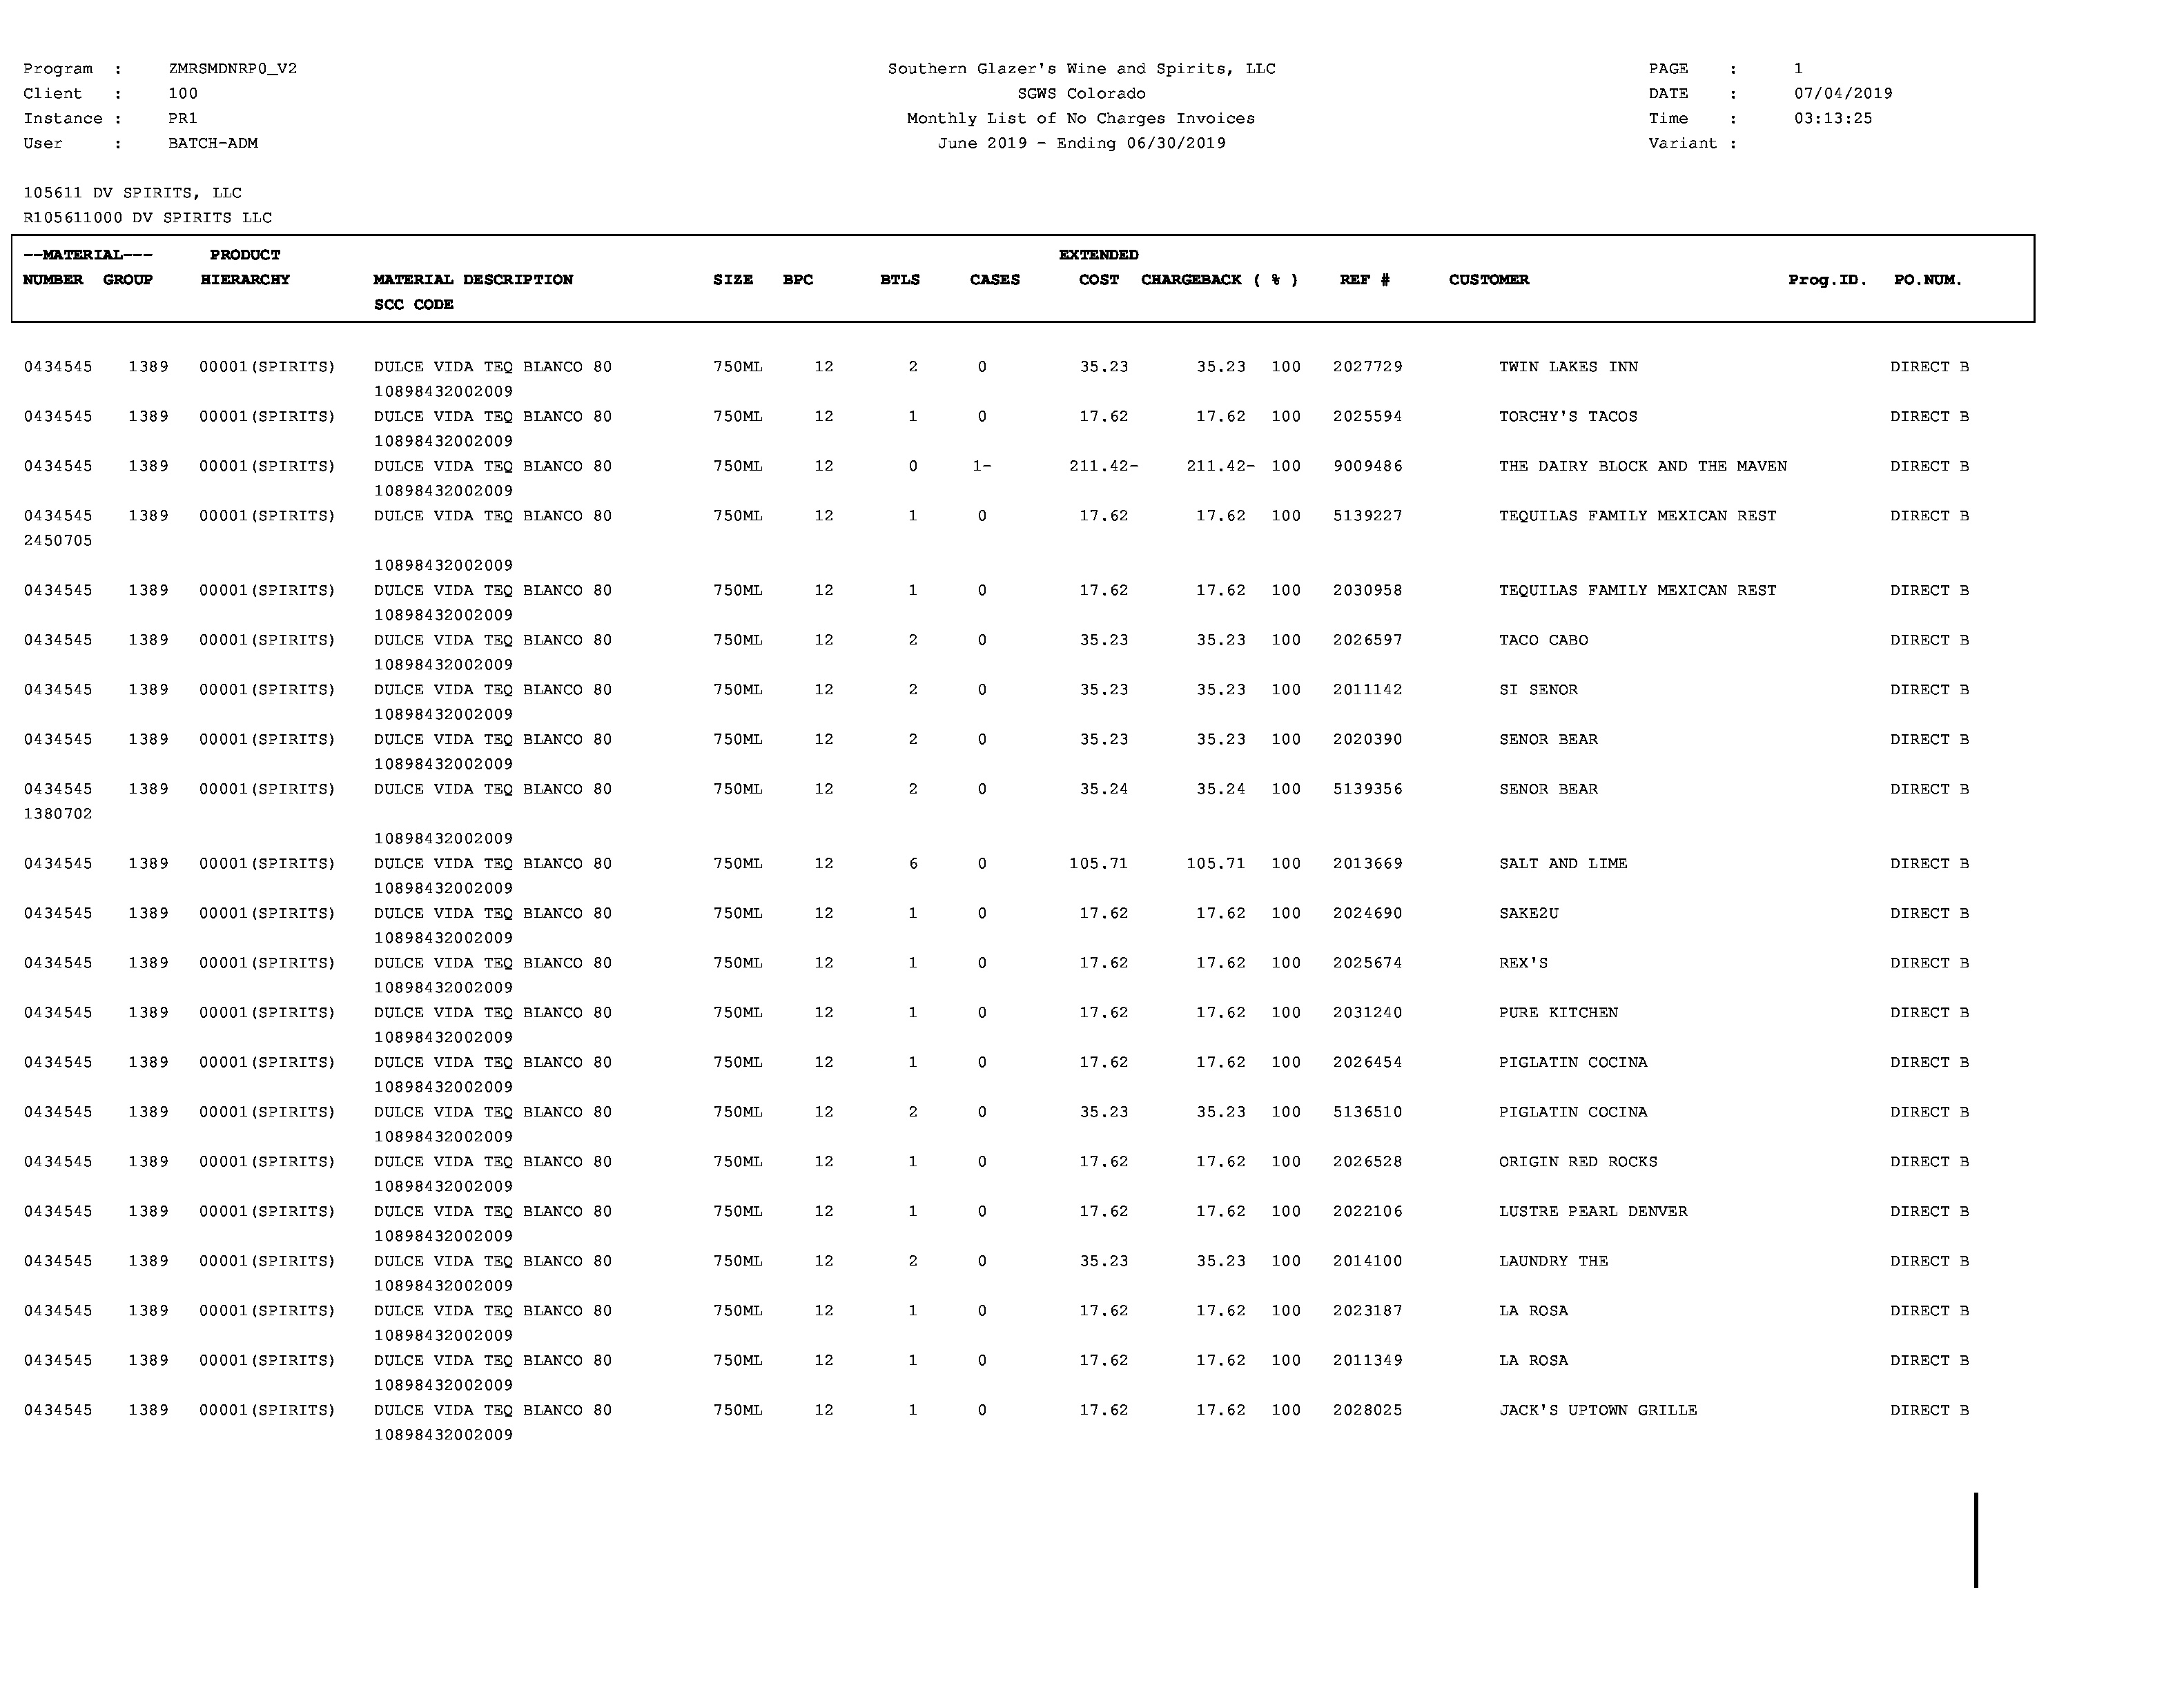 Program : ZMRSMDNRP0_V2 Southern Glazer's Wine and Spirits, LLC PAGE : 1
Client : 100 SGWS Colorado DATE : 07/04/2019
Instance : PR1 Monthly List of No Charges Invoices Time : 03:13:25
User : BATCH-ADM June 2019 - Ending 06/30/2019 Variant :
105611 DV SPIRITS, LLC
R105611000 DV SPIRITS LLC
--MATERIAL--- PRODUCT EXTENDED
NUMBER GROUP HIERARCHY MATERIAL DESCRIPTION SIZE BPC BTLS CASES COST CHARGEBACK ( % ) REF # CUSTOMER Prog.ID. PO.NUM.
SCC CODE
0434545 1389 00001(SPIRITS) DULCE VIDA TEQ BLANCO 80 750ML 12 2 0 35.23 35.23 100 2027729 TWIN LAKES INN DIRECT B
10898432002009
0434545 1389 00001(SPIRITS) DULCE VIDA TEQ BLANCO 80 750ML 12 1 0 17.62 17.62 100 2025594 TORCHY'S TACOS DIRECT B
10898432002009
0434545 1389 00001(SPIRITS) DULCE VIDA TEQ BLANCO 80 750ML 12 0 1- 211.42- 211.42- 100 9009486 THE DAIRY BLOCK AND THE MAVEN DIRECT B
10898432002009
0434545 1389 00001(SPIRITS) DULCE VIDA TEQ BLANCO 80 750ML 12 1 0 17.62 17.62 100 5139227 TEQUILAS FAMILY MEXICAN REST DIRECT B
2450705
10898432002009
0434545 1389 00001(SPIRITS) DULCE VIDA TEQ BLANCO 80 750ML 12 1 0 17.62 17.62 100 2030958 TEQUILAS FAMILY MEXICAN REST DIRECT B
10898432002009
0434545 1389 00001(SPIRITS) DULCE VIDA TEQ BLANCO 80 750ML 12 2 0 35.23 35.23 100 2026597 TACO CABO DIRECT B
10898432002009
0434545 1389 00001(SPIRITS) DULCE VIDA TEQ BLANCO 80 750ML 12 2 0 35.23 35.23 100 2011142 SI SENOR DIRECT B
10898432002009
0434545 1389 00001(SPIRITS) DULCE VIDA TEQ BLANCO 80 750ML 12 2 0 35.23 35.23 100 2020390 SENOR BEAR DIRECT B
10898432002009
0434545 1389 00001(SPIRITS) DULCE VIDA TEQ BLANCO 80 750ML 12 2 0 35.24 35.24 100 5139356 SENOR BEAR DIRECT B
1380702
10898432002009
0434545 1389 00001(SPIRITS) DULCE VIDA TEQ BLANCO 80 750ML 12 6 0 105.71 105.71 100 2013669 SALT AND LIME DIRECT B
10898432002009
0434545 1389 00001(SPIRITS) DULCE VIDA TEQ BLANCO 80 750ML 12 1 0 17.62 17.62 100 2024690 SAKE2U DIRECT B
10898432002009
0434545 1389 00001(SPIRITS) DULCE VIDA TEQ BLANCO 80 750ML 12 1 0 17.62 17.62 100 2025674 REX'S DIRECT B
10898432002009
0434545 1389 00001(SPIRITS) DULCE VIDA TEQ BLANCO 80 750ML 12 1 0 17.62 17.62 100 2031240 PURE KITCHEN DIRECT B
10898432002009
0434545 1389 00001(SPIRITS) DULCE VIDA TEQ BLANCO 80 750ML 12 1 0 17.62 17.62 100 2026454 PIGLATIN COCINA DIRECT B
10898432002009
0434545 1389 00001(SPIRITS) DULCE VIDA TEQ BLANCO 80 750ML 12 2 0 35.23 35.23 100 5136510 PIGLATIN COCINA DIRECT B
10898432002009
0434545 1389 00001(SPIRITS) DULCE VIDA TEQ BLANCO 80 750ML 12 1 0 17.62 17.62 100 2026528 ORIGIN RED ROCKS DIRECT B
10898432002009
0434545 1389 00001(SPIRITS) DULCE VIDA TEQ BLANCO 80 750ML 12 1 0 17.62 17.62 100 2022106 LUSTRE PEARL DENVER DIRECT B
10898432002009
0434545 1389 00001(SPIRITS) DULCE VIDA TEQ BLANCO 80 750ML 12 2 0 35.23 35.23 100 2014100 LAUNDRY THE DIRECT B
10898432002009
0434545 1389 00001(SPIRITS) DULCE VIDA TEQ BLANCO 80 750ML 12 1 0 17.62 17.62 100 2023187 LA ROSA DIRECT B
10898432002009
0434545 1389 00001(SPIRITS) DULCE VIDA TEQ BLANCO 80 750ML 12 1 0 17.62 17.62 100 2011349 LA ROSA DIRECT B
10898432002009
0434545 1389 00001(SPIRITS) DULCE VIDA TEQ BLANCO 80 750ML 12 1 0 17.62 17.62 100 2028025 JACK'S UPTOWN GRILLE DIRECT B
10898432002009